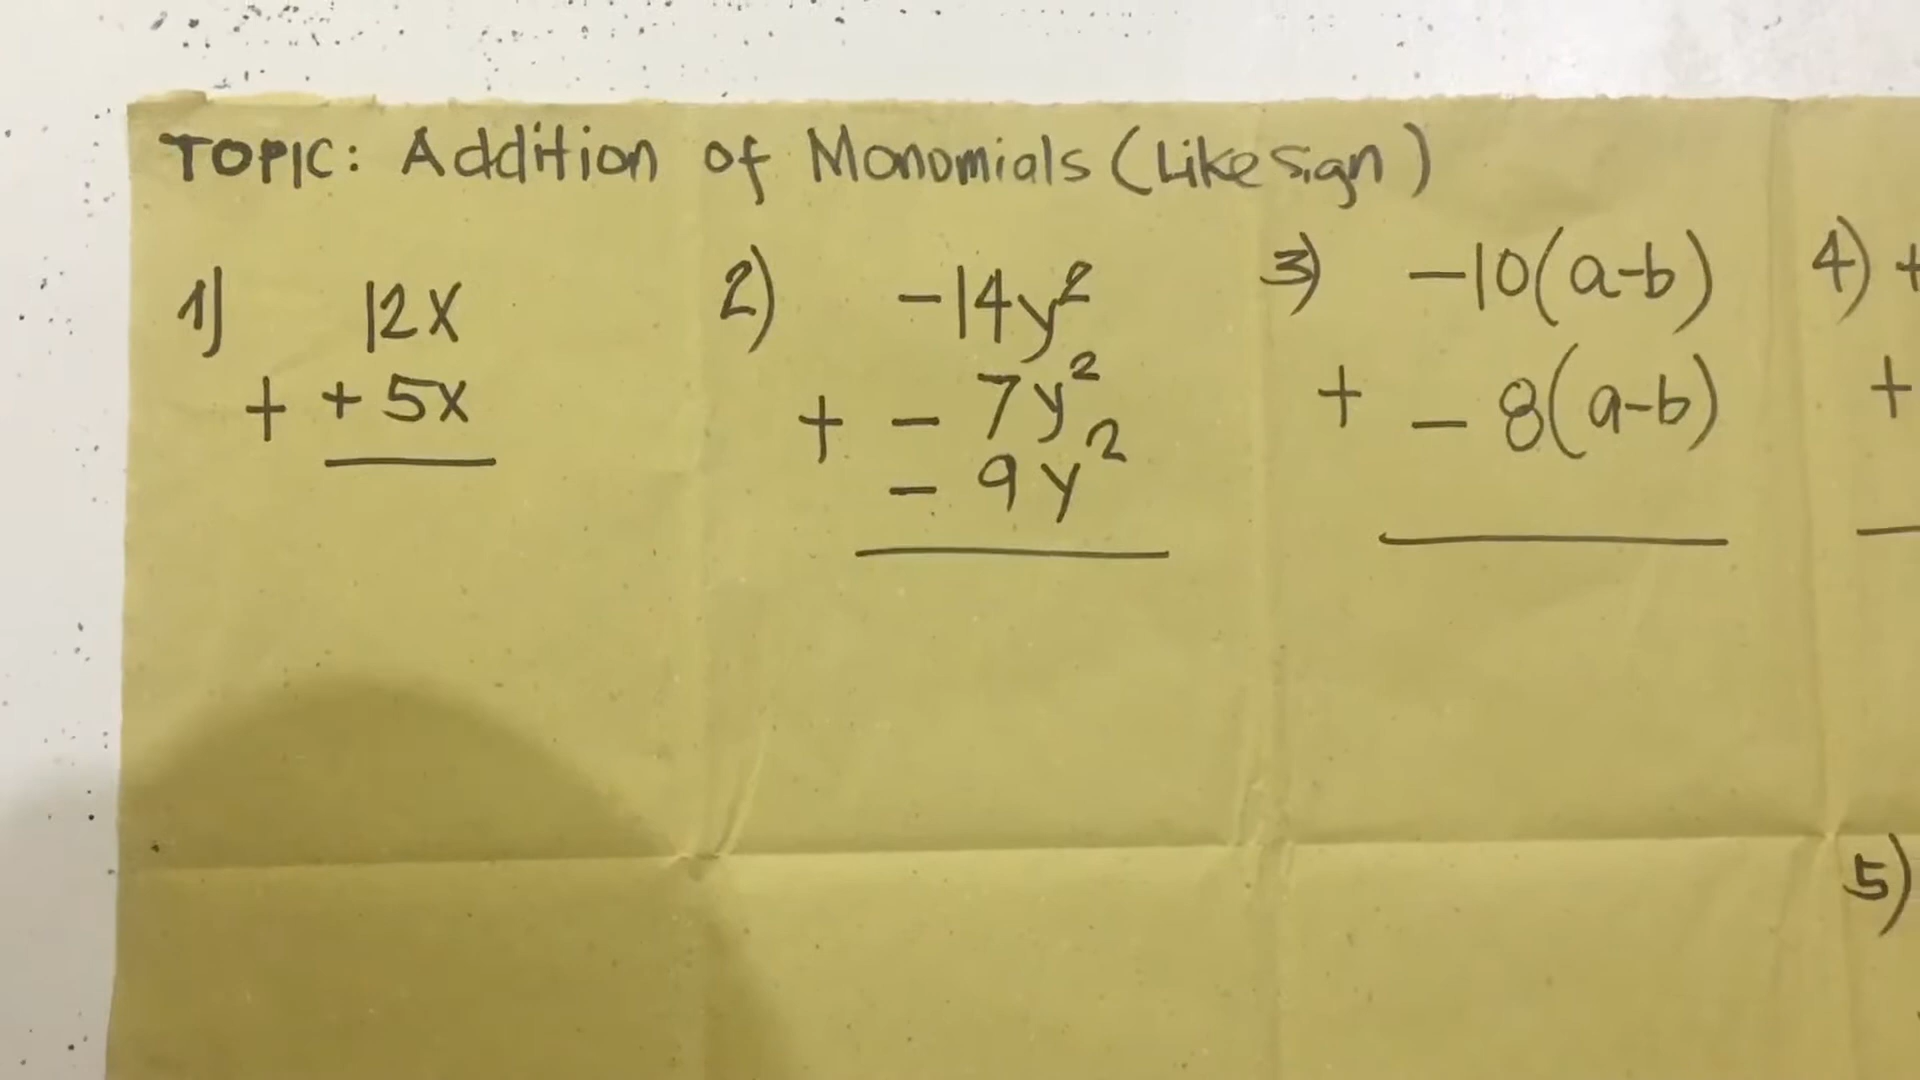 TOPIC: Addition of Monomials (Like Sign)
1) 12x
+ + 5x
2) -14y²
+ - 7y²
- 9y²
3) -10(a-b)
+ - 8(a-b)
4) +
+
5)